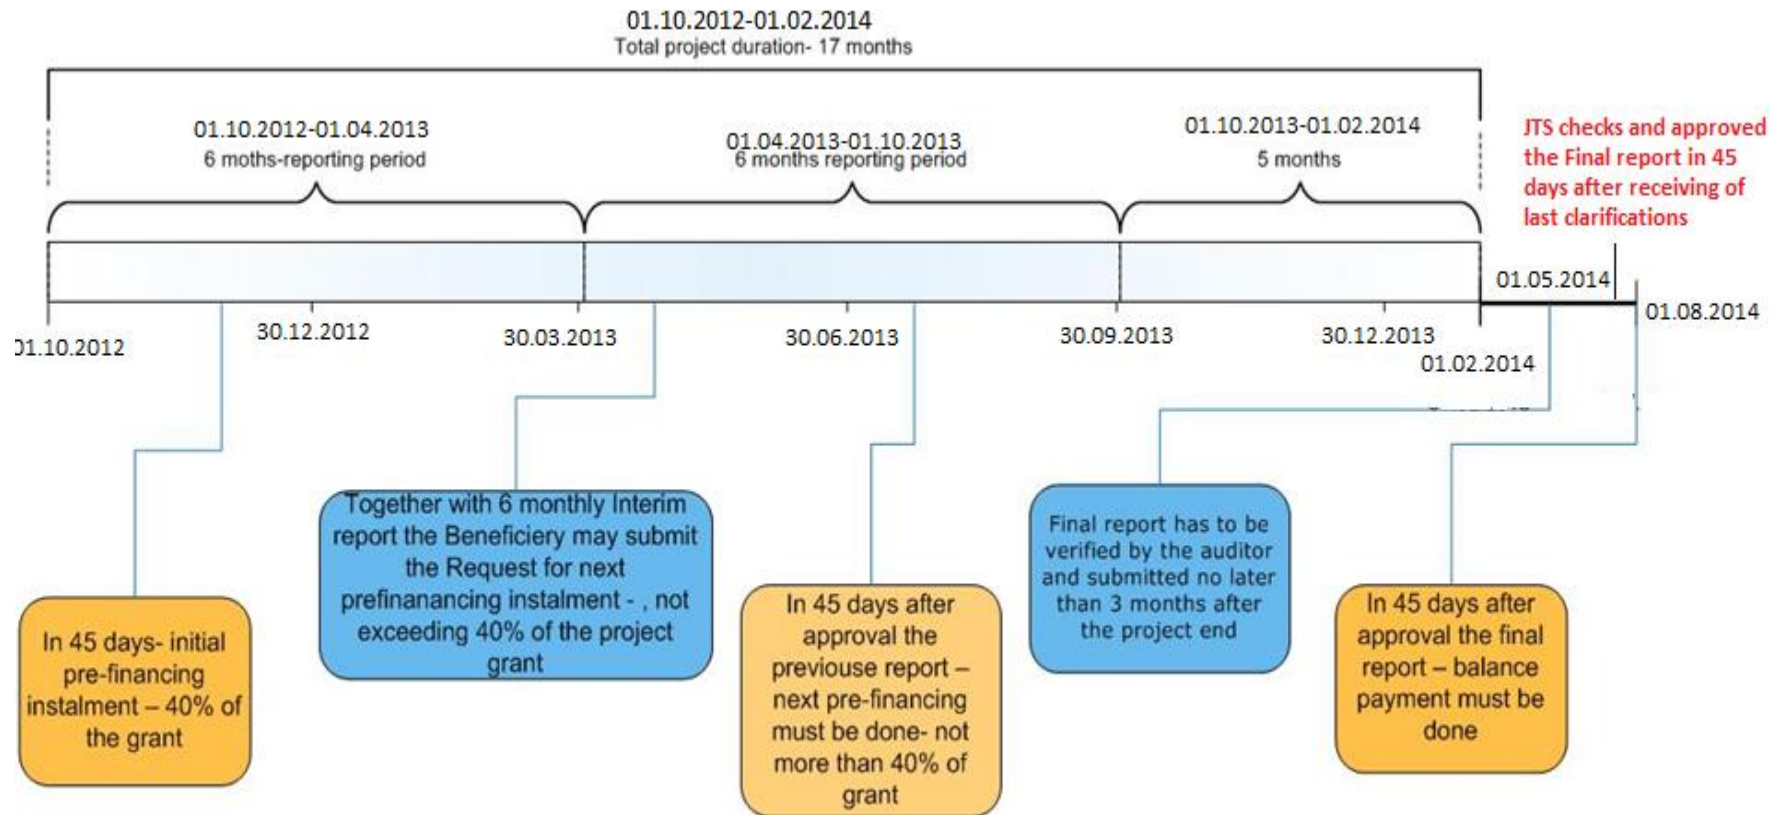 01.10.2012-01.02.2014
Total project duration- 17 months
01.10.2012-01.04.2013
6 moths-reporting period
01.04.2013-01.10.2013
6 months reporting period
01.10.2013-01.02.2014
5 months
JTS checks and approved
the Final report in 45
days after receiving of
last clarifications
01.10.2012
30.12.2012
30.03.2013
30.06.2013
30.09.2013
30.12.2013
01.02.2014
01.05.2014
01.08.2014
In 45 days- initial
pre-financing
instalment – 40% of
the grant
Together with 6 monthly Interim
report the Beneficiery may submit
the Request for next
prefinanancing instalment - , not
exceeding 40% of the project
grant
In 45 days after
approval the
previouse report –
next pre-financing
must be done- not
more than 40% of
grant
Final report has to be
verified by the auditor
and submitted no later
than 3 months after
the project end
In 45 days after
approval the final
report – balance
payment must be
done